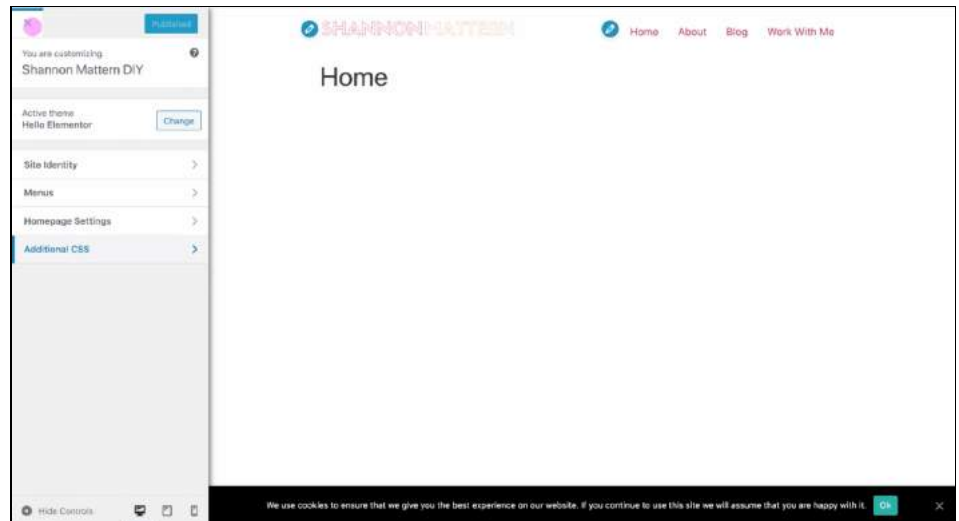 Published
You are customizing
Shannon Mattern DIY
Active theme
Hello Elementor
Change
Site Identity
Menus
Homepage Settings
Additional CSS
Hide Controls
SHANNON MATTERN
Home About Blog Work With Me
Home
We use cookies to ensure that we give you the best experience on our website. If you continue to use this site we will assume that you are happy with it. Ok